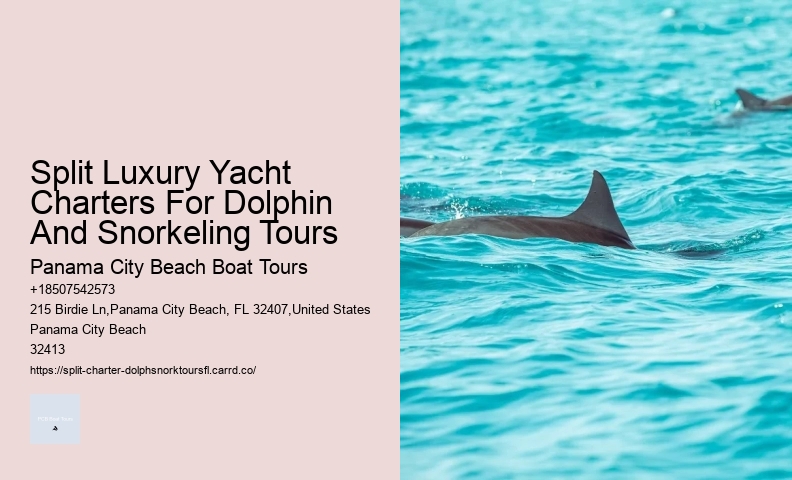 Split Luxury Yacht
Charters For Dolphin
And Snorkeling Tours
Panama City Beach Boat Tours
+18507542573
215 Birdie Ln,Panama City Beach, FL 32407,United States
Panama City Beach
32413
https://split-charter-dolphsnorktoursfl.carrd.co/